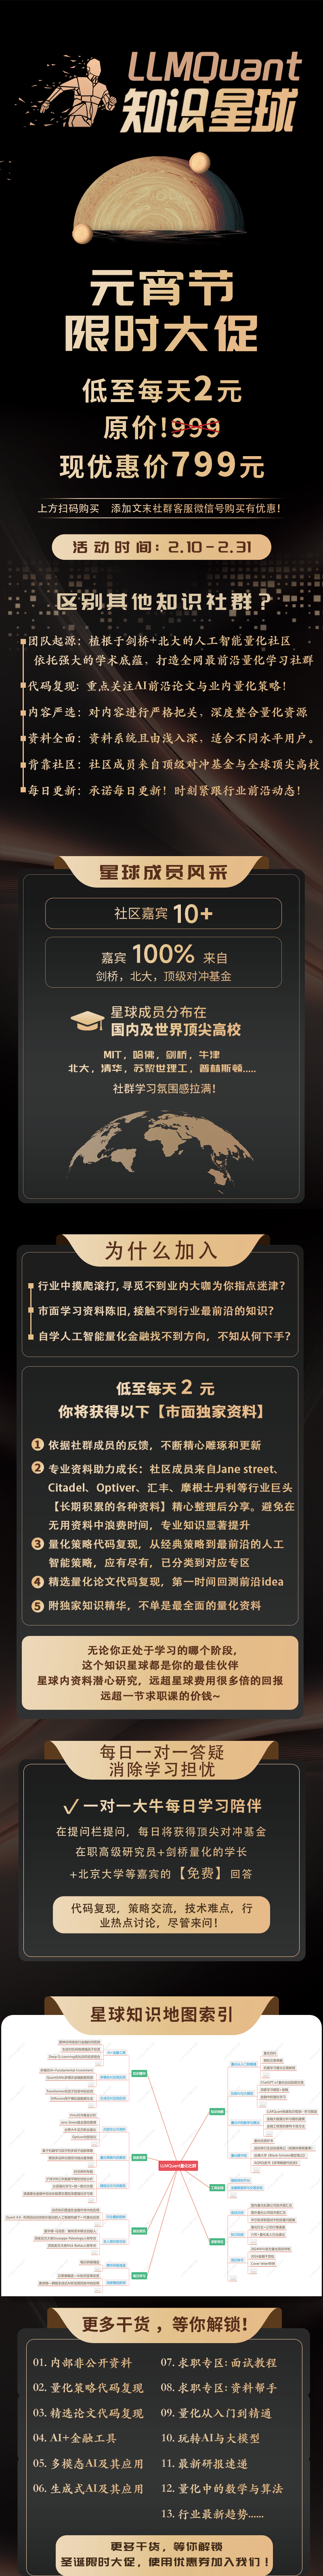 LLMQuant
知识星球
元宵节
限时大促
低至每天2元
原价!999
现优惠价799元
上方扫码购买 添加文末社群客服微信号购买有优惠!
活动时间:2.10-2.31
区别其他知识社群?
团队起源:植根于剑桥+北大的人工智能量化社区
依托强大的学术底蕴,打造全网最前沿量化学习社群
代码复现:重点关注AI前沿论文与业内量化策略!
内容严选:对内容进行严格把关,深度整合量化资源
资料全面:资料系统且由浅入深,适合不同水平用户。
背靠社区:社区成员来自顶级对冲基金与全球顶尖高校
每日更新:承诺每日更新!时刻紧跟行业前沿动态!
星球成员风采
社区嘉宾 10+
嘉宾 100% 来自
剑桥,北大,顶级对冲基金
星球成员分布在
国内及世界顶尖高校
MIT,哈佛,剑桥,牛津
北大,清华,苏黎世理工,普林斯顿.....
社群学习氛围感拉满!
为什么加入
行业中摸爬滚打,寻觅不到业内大咖为你指点迷津?
市面学习资料陈旧,接触不到行业最前沿的知识?
自学人工智能量化金融找不到方向,不知从何下手?
低至每天 2 元
你将获得以下【市面独家资料】
1 依据社群成员的反馈,不断精心雕琢和更新
2 专业资料助力成长:社区成员来自Jane street、
Citadel、Optiver、汇丰、摩根士丹利等行业巨头
【长期积累的各种资料】精心整理后分享。避免在
无用资料中浪费时间,专业知识显著提升
3 量化策略代码复现,从经典策略到最前沿的人工
智能策略,应有尽有,已分类到对应专区
4 精选量化论文代码复现,第一时间回测前沿idea
5 附独家知识精华,不单是最全面的量化资料
无论你正处于学习的哪个阶段,
这个知识星球都是你的最佳伙伴
星球内资料潜心研究,远超星球费用很多倍的回报
远超一节求职课的价钱~
每日一对一答疑
消除学习担忧
一对一大牛每日学习陪伴
在提问栏提问,每日将获得顶尖对冲基金
在职高级研究员+剑桥量化的学长
+北京大学等嘉宾的【免费】回答
代码复现,策略交流,技术难点,行
业热点讨论,尽管来问!
星球知识地图索引
LLMQuant量化社群
更多干货,等你解锁!
01. 内部非公开资料
02. 量化策略代码复现
03. 精选论文代码复现
04. AI+金融工具
05. 多模态AI及其应用
06. 生成式AI及其应用
07. 求职专区:面试教程
08. 求职专区:资料帮手
09. 量化从入门到精通
10. 玩转AI与大模型
11. 最新研报速递
12. 量化中的数学与算法
13. 行业最新趋势......
更多干货,等你解锁
圣诞限时大促,使用优惠券加入我们!